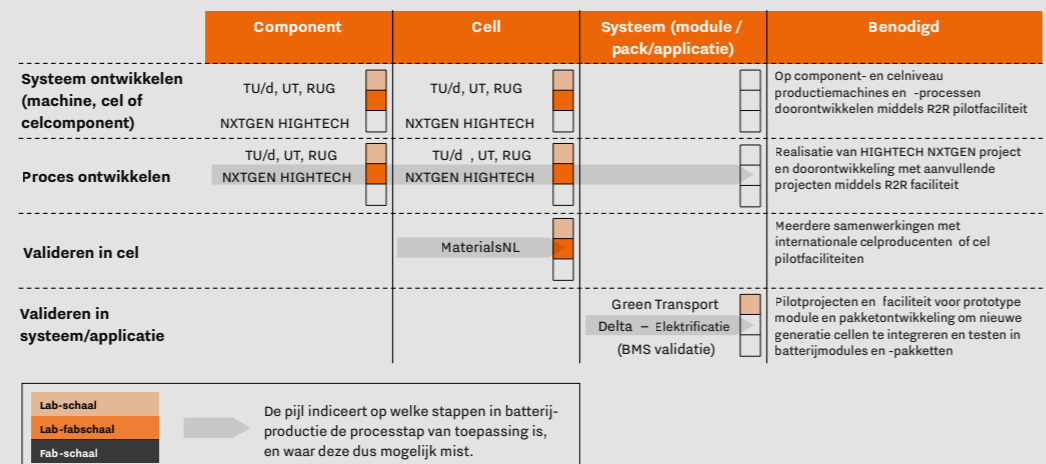 Component
Cell
Systeem (module /
pack/applicatie)
Benodigd
Systeem ontwikkelen
(machine, cel of
celcomponent)
TU/d, UT, RUG
NXTGEN HIGHTECH
TU/d, UT, RUG
NXTGEN HIGHTECH
Op component- en celniveau
productiemachines en -processen
doorontwikkelen middels R2R pilotfaciliteit
Proces ontwikkelen
TU/d, UT, RUG
NXTGEN HIGHTECH
TU/d , UT, RUG
NXTGEN HIGHTECH
Realisatie van HIGHTECH NXTGEN project
en doorontwikkeling met aanvullende
projecten middels R2R faciliteit
Valideren in cel
MaterialsNL
Meerdere samenwerkingen met
internationale celproducenten of cel
pilotfaciliteiten
Valideren in
systeem/applicatie
Green Transport
Delta – Elektrificatie
(BMS validatie)
Pilotprojecten en faciliteit voor prototype
module en pakketontwikkeling om nieuwe
generatie cellen te integreren en testen in
batterijmodules en -pakketten
Lab-schaal
Lab-fabschaal
Fab-schaal
De pijl indiceert op welke stappen in batterij-
productie de processtap van toepassing is,
en waar deze dus mogelijk mist.